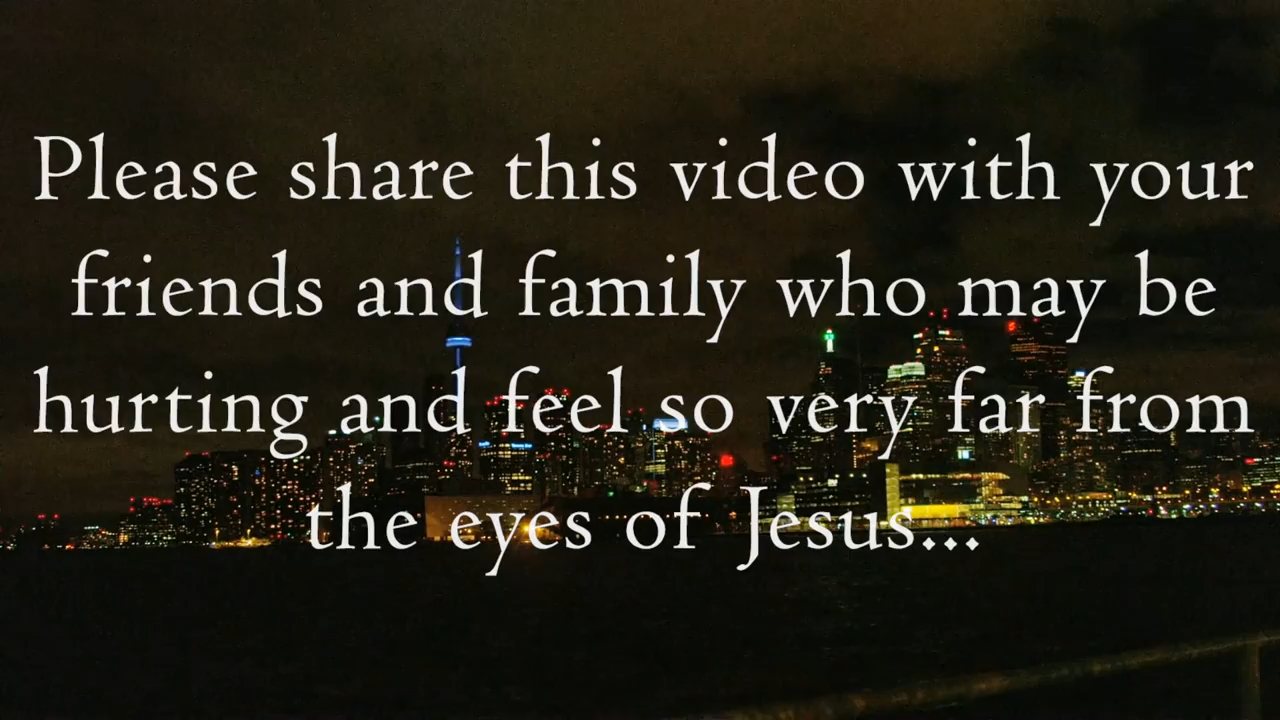 Please share this video with your
friends and family who may be
hurting and feel so very far from
the eyes of Jesus...